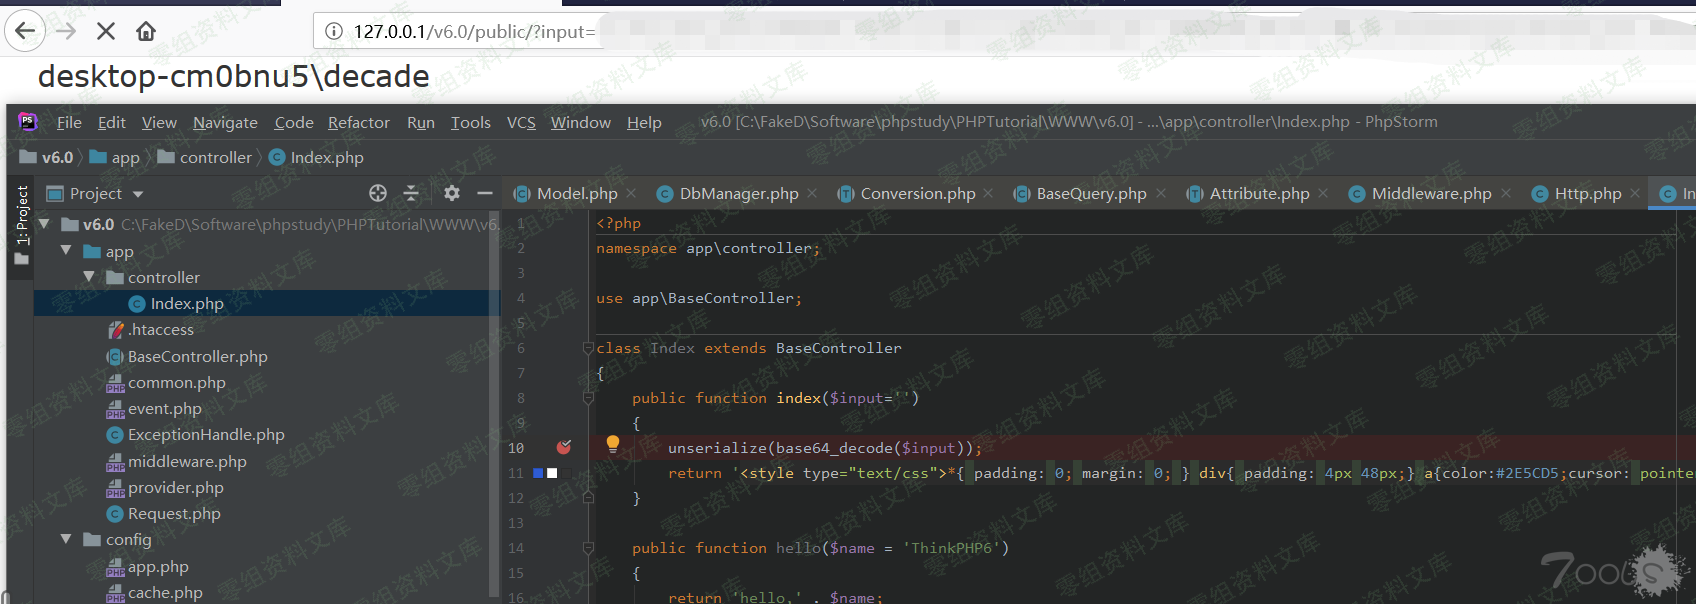 127.0.0.1/v6.0/public/?input=
desktop-cm0bnu5\decade
PS File Edit View Navigate Code Refactor Run Tools VCS Window Help v6.0 [C:\FakeD\Software\phpstudy\PHPTutorial\WWW\v6.0] - ...\app\controller\Index.php - PhpStorm
v6.0 app controller Index.php
1: Project
Project
Model.php DbManager.php Conversion.php BaseQuery.php Attribute.php Middleware.php Http.php In
v6.0 C:\FakeD\Software\phpstudy\PHPTutorial\WWW\v6.
app
controller
Index.php
.htaccess
BaseController.php
common.php
event.php
ExceptionHandle.php
middleware.php
provider.php
Request.php
config
app.php
cache.php
1 <?php
2 namespace app\controller;
3
4 use app\BaseController;
5
6 class Index extends BaseController
7 {
8 public function index($input='')
9 {
10 unserialize(base64_decode($input));
11 return '<style type="text/css">*{ padding: 0; margin: 0; } div{ padding: 4px 48px;} a{color:#2E5CD5;cursor: pointer
12 }
13
14 public function hello($name = 'ThinkPHP6')
15 {
16 return 'hello,' . $name;
零组资料文库
7ools